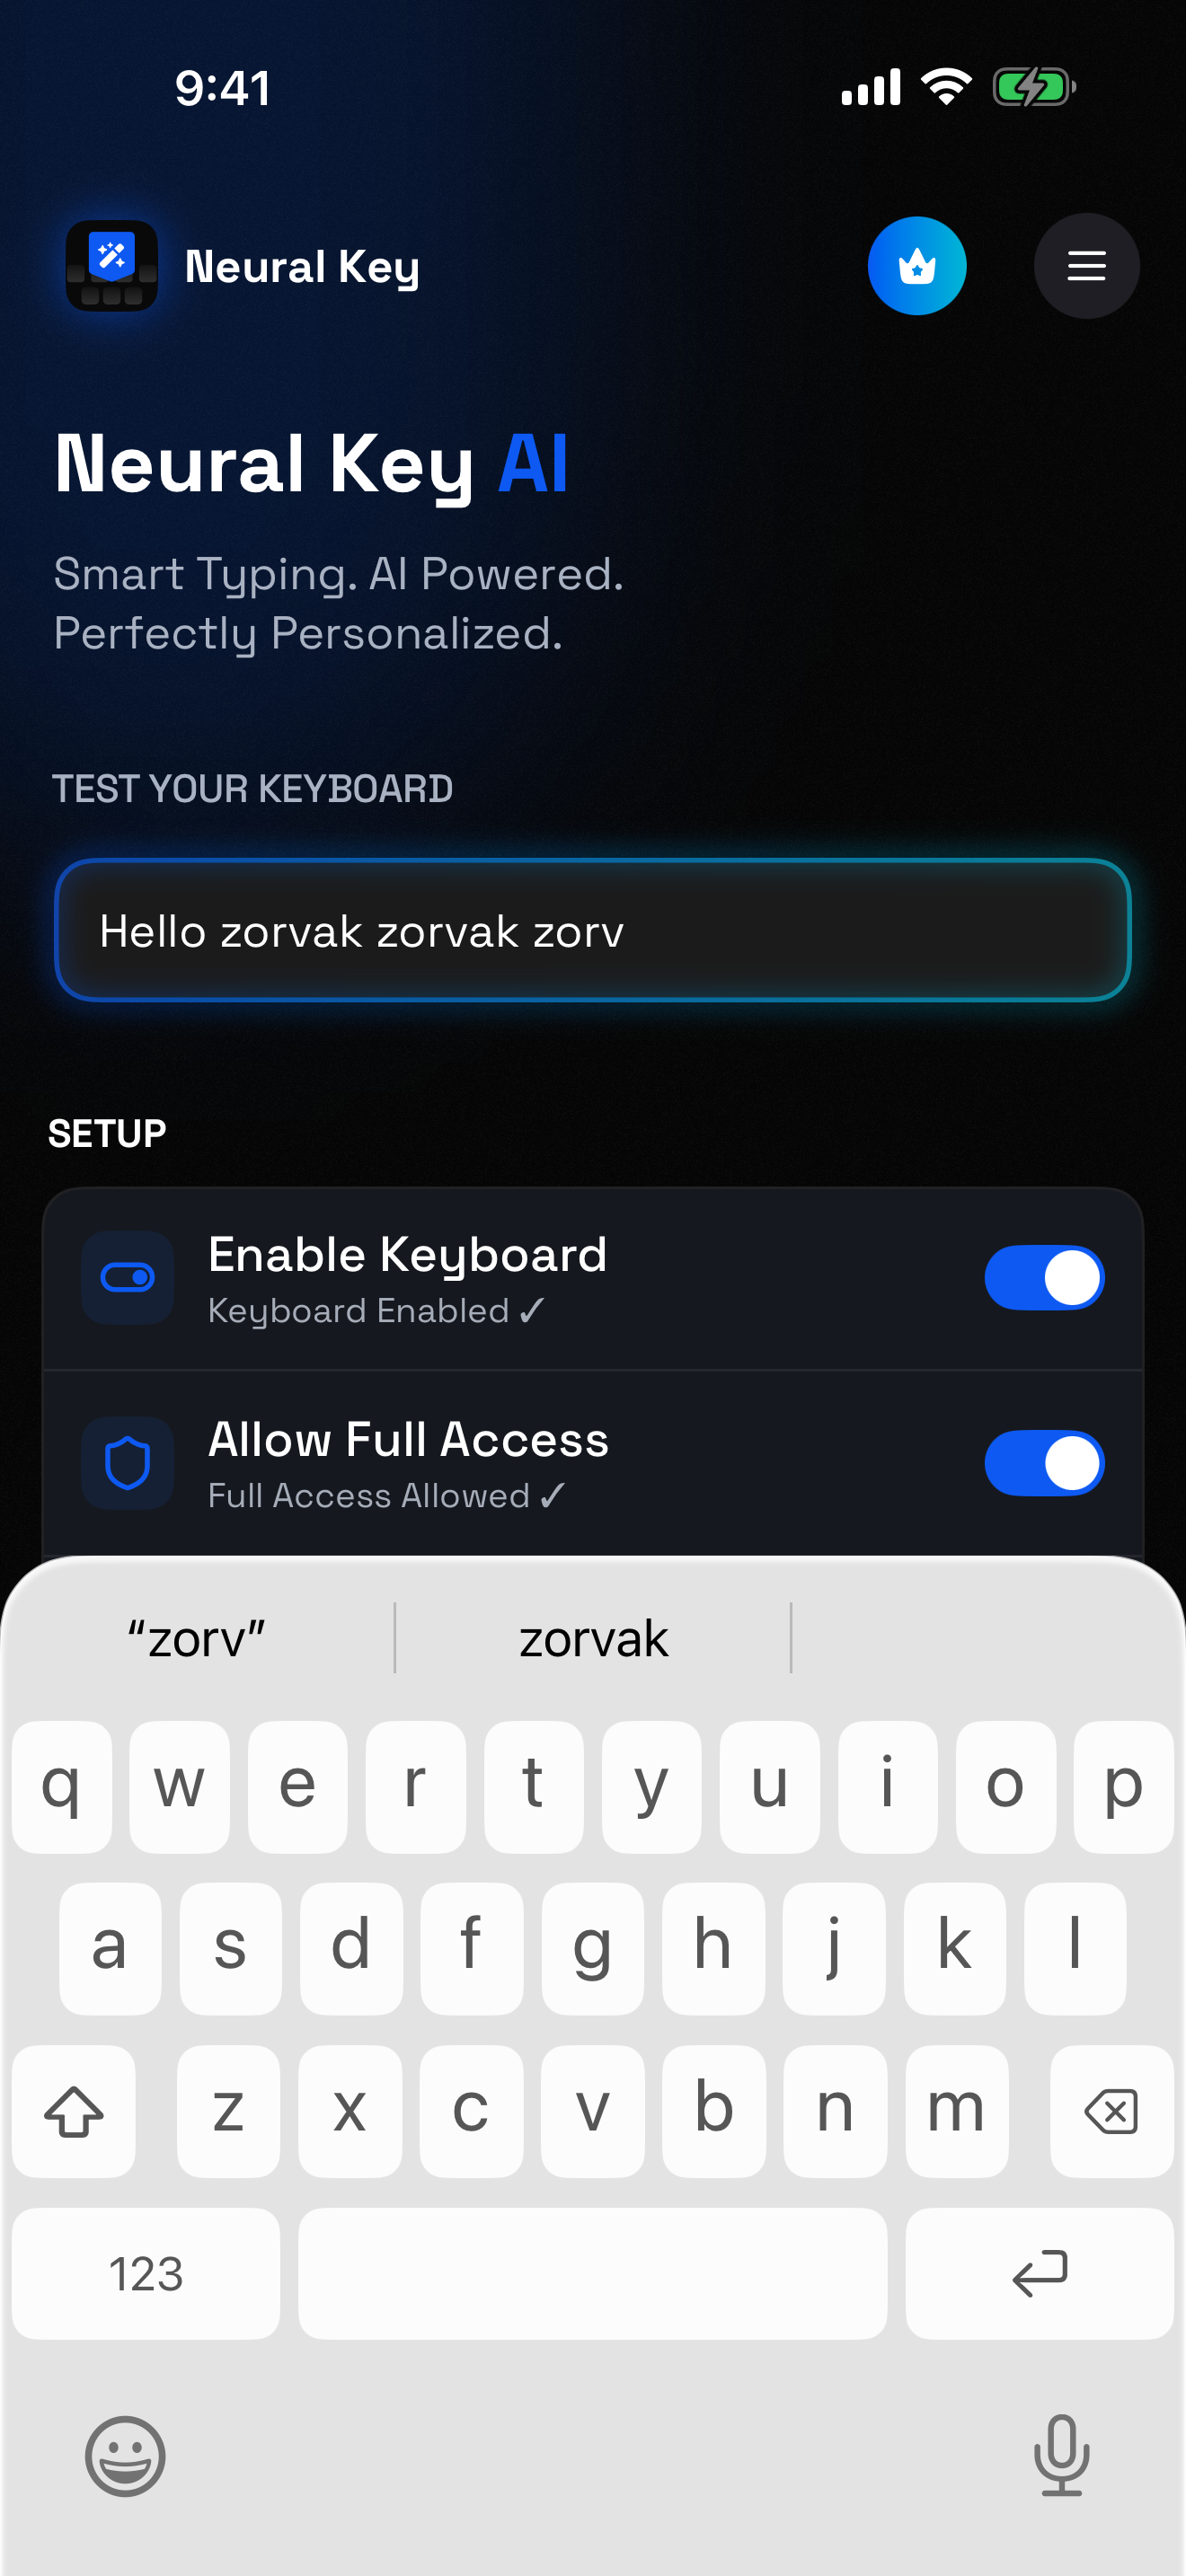 9:41
Neural Key
Neural Key AI
Smart Typing. AI Powered.
Perfectly Personalized.
TEST YOUR KEYBOARD
Hello zorvak zorvak zorv
SETUP
Enable Keyboard
Keyboard Enabled ✓
Allow Full Access
Full Access Allowed ✓
“zorv” zorvak
q w e r t y u i o p
a s d f g h j k l
z x c v b n m
123